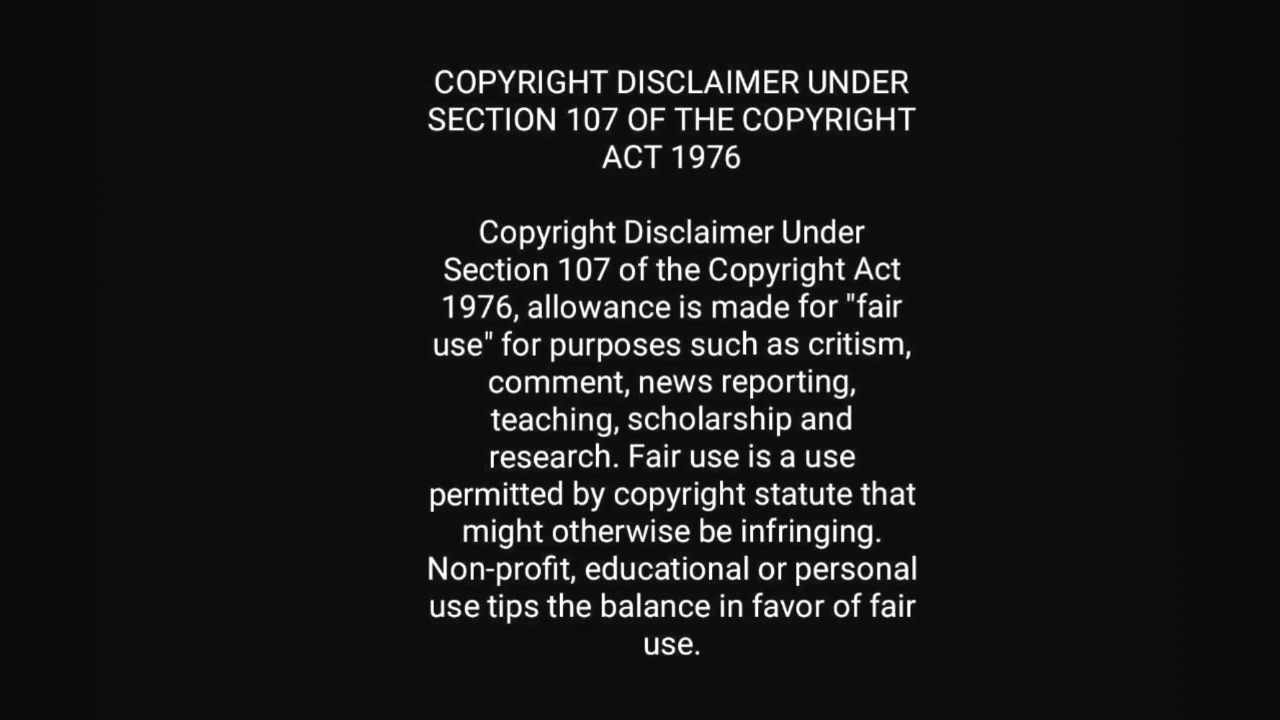 COPYRIGHT DISCLAIMER UNDER
SECTION 107 OF THE COPYRIGHT
ACT 1976
Copyright Disclaimer Under
Section 107 of the Copyright Act
1976, allowance is made for "fair
use" for purposes such as critism,
comment, news reporting,
teaching, scholarship and
research. Fair use is a use
permitted by copyright statute that
might otherwise be infringing.
Non-profit, educational or personal
use tips the balance in favor of fair
use.